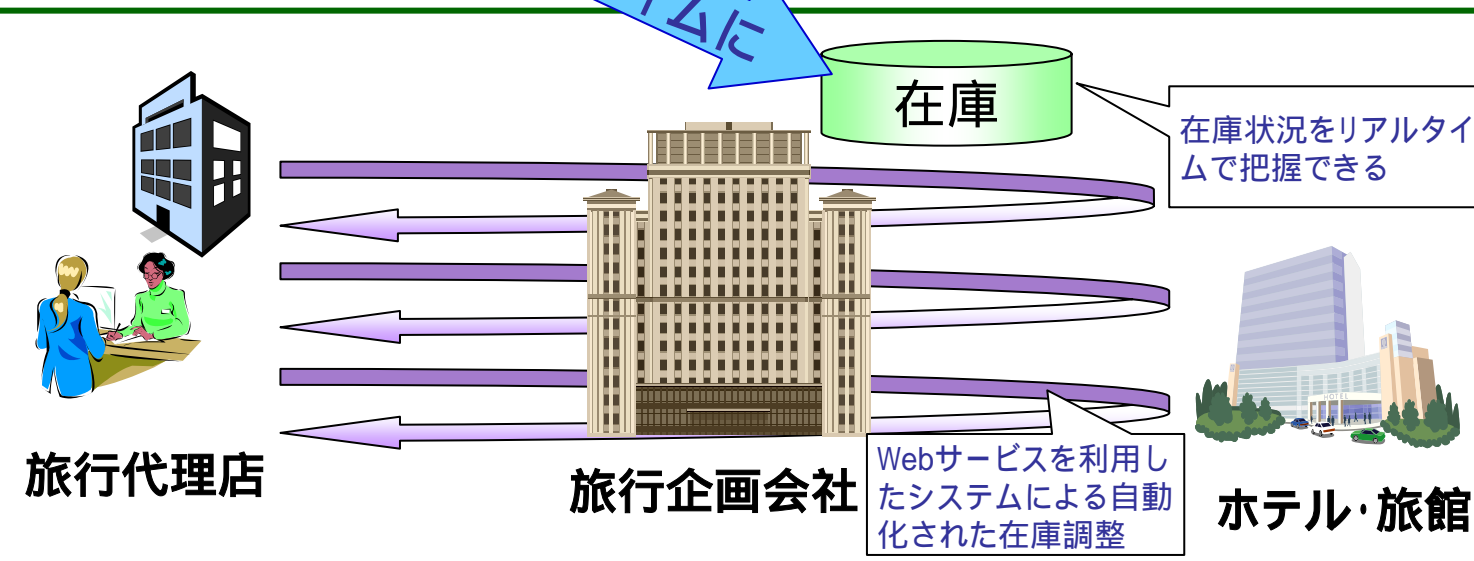 イムに
在庫
在庫状況をリアルタイ
ムで把握できる
HOTEL
旅行代理店
旅行企画会社
Webサービスを利用し
たシステムによる自動
化された在庫調整
ホテル・旅館